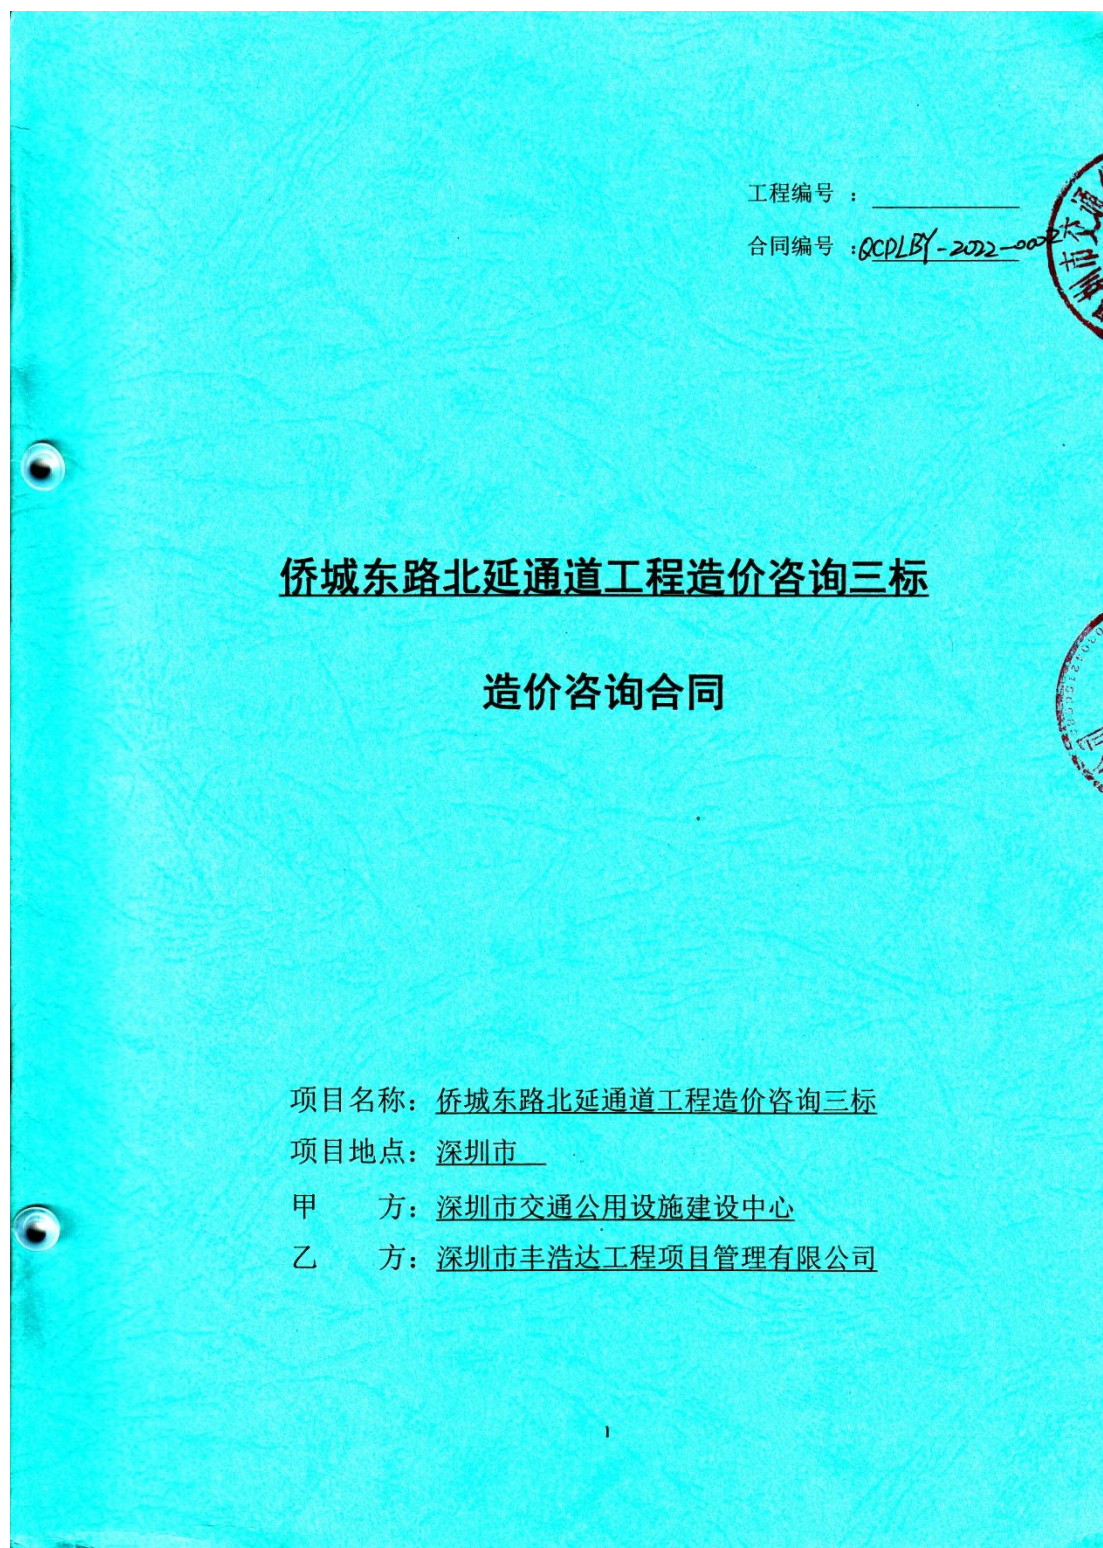 工程编号 :
合同编号 :QCDLBY-2022-0002
侨城东路北延通道工程造价咨询三标
造价咨询合同
项目名称: 侨城东路北延通道工程造价咨询三标
项目地点: 深圳市
甲 方: 深圳市交通公用设施建设中心
乙 方: 深圳市丰浩达工程项目管理有限公司
1